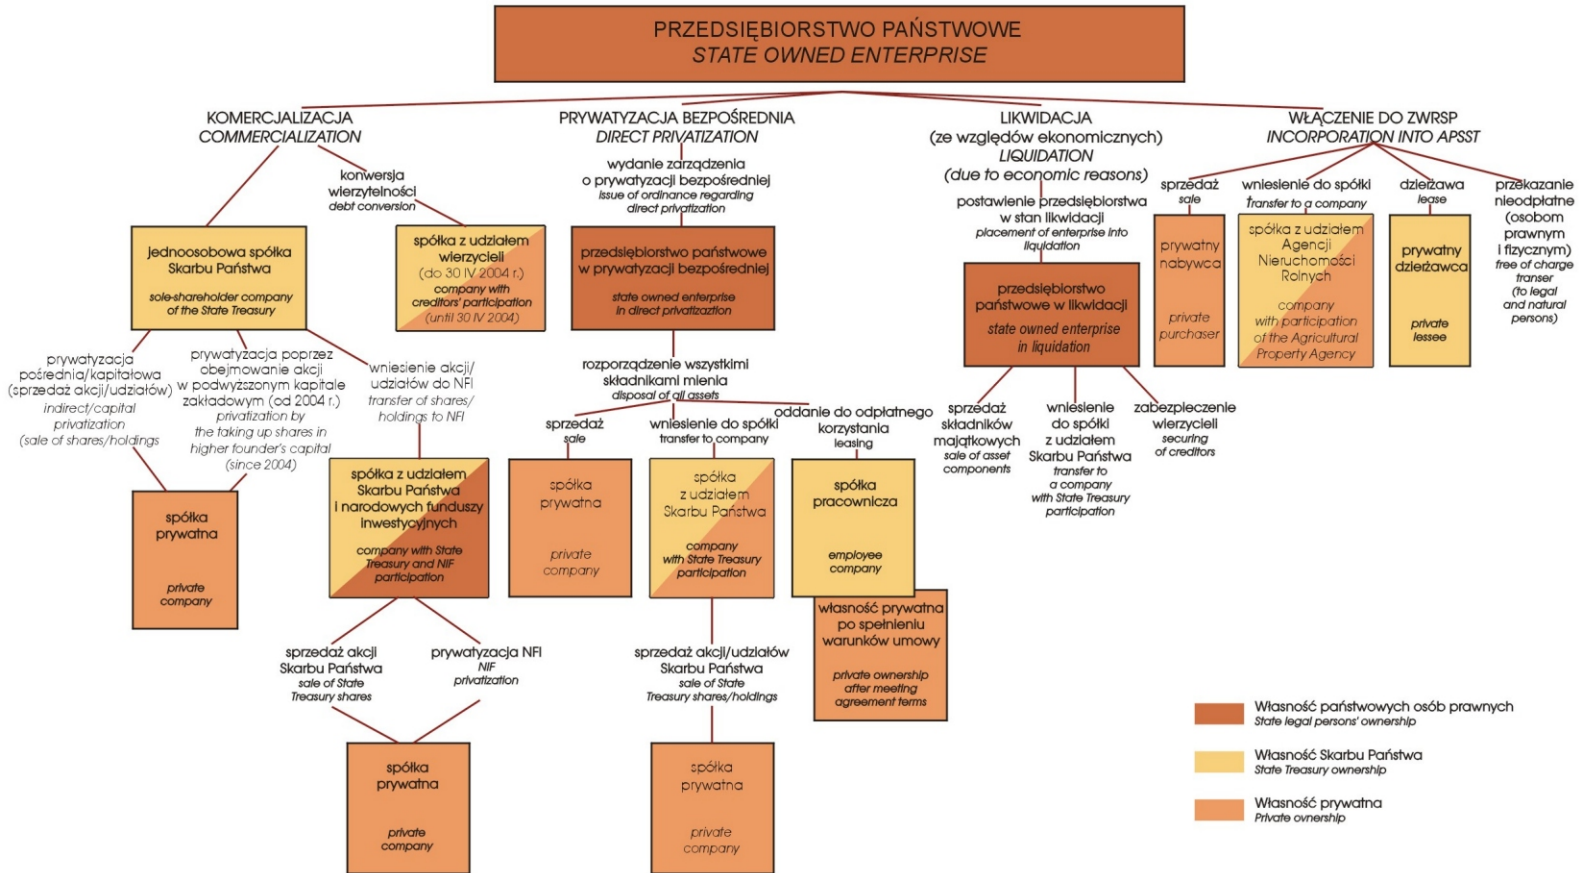 PRZEDSIĘBIORSTWO PAŃSTWOWE
STATE OWNED ENTERPRISE
KOMERCJALIZACJA
COMMERCIALIZATION
konwersja
wierzytelności
debt conversion
jednoosobowa spółka
Skarbu Państwa
sole-shareholder company
of the State Treasury
spółka z udziałem
wierzycieli
(do 30 IV 2004 r.)
company with
creditors' participation
(until 30 IV 2004)
prywatyzacja
pośrednia/kapitałowa
(sprzedaż akcji/udziałów)
indirect/capital
privatization
(sale of shares/holdings
prywatyzacja poprzez
obejmowanie akcji
w podwyższonym kapitale
zakładowym (od 2004 r.)
privatization by
the taking up shares in
higher founder's capital
(since 2004)
wniesienie akcji/
udziałów do NFI
transfer of shares/
holdings to NFI
spółka
prywatna
private
company
spółka z udziałem
Skarbu Państwa
i narodowych funduszy
inwestycyjnych
company with State
Treasury and NIF
participation
sprzedaż akcji
Skarbu Państwa
sale of State
Treasury shares
prywatyzacja NFI
NIF
privatization
spółka
prywatna
private
company
PRYWATYZACJA BEZPOŚREDNIA
DIRECT PRIVATIZATION
wydanie zarządzenia
o prywatyzacji bezpośredniej
issue of ordinance regarding
direct privatization
przedsiębiorstwo państwowe
w prywatyzacji bezpośredniej
state owned enterprise
in direct privatizaztion
rozporządzenie wszystkimi
składnikami mienia
disposal of all assets
sprzedaż
sale
wniesienie do spółki
transfer to company
oddanie do odpłatnego
korzystania
leasing
spółka
prywatna
private
company
spółka
z udziałem
Skarbu Państwa
company
with State Treasury
participation
spółka
pracownicza
employee
company
własność prywatna
po spełnieniu
warunków umowy
private ownership
after meeting
agreement terms
sprzedaż akcji/udziałów
Skarbu Państwa
sale of State
Treasury shares/holdings
spółka
prywatna
private
company
LIKWIDACJA
(ze względów ekonomicznych)
LIQUIDATION
(due to economic reasons)
postawienie przedsiębiorstwa
w stan likwidacji
placement of enterprise into
liquidation
przedsiębiorstwo
państwowe w likwidacji
state owned enterprise
in liquidation
sprzedaż
składników
majątkowych
sale of asset
components
wniesienie
do spółki
z udziałem
Skarbu Państwa
transfer to
a company
with State Treasury
participation
zabezpieczenie
wierzycieli
securing
of creditors
WŁĄCZENIE DO ZWRSP
INCORPORATION INTO APSST
sprzedaż
sale
wniesienie do spółki
transfer to a company
dzierżawa
lease
przekazanie
nieodpłatne
(osobom
prawnym
i fizycznym)
free of charge
transer
(to legal
and natural
persons)
prywatny
nabywca
private
purchaser
spółka z udziałem
Agencji
Nieruchomości
Rolnych
company
with participation
of the Agricultural
Property Agency
prywatny
dzierżawca
private
lessee
Własność państwowych osób prawnych
State legal persons' ownership
Własność Skarbu Państwa
State Treasury ownership
Własność prywatna
Private ownership